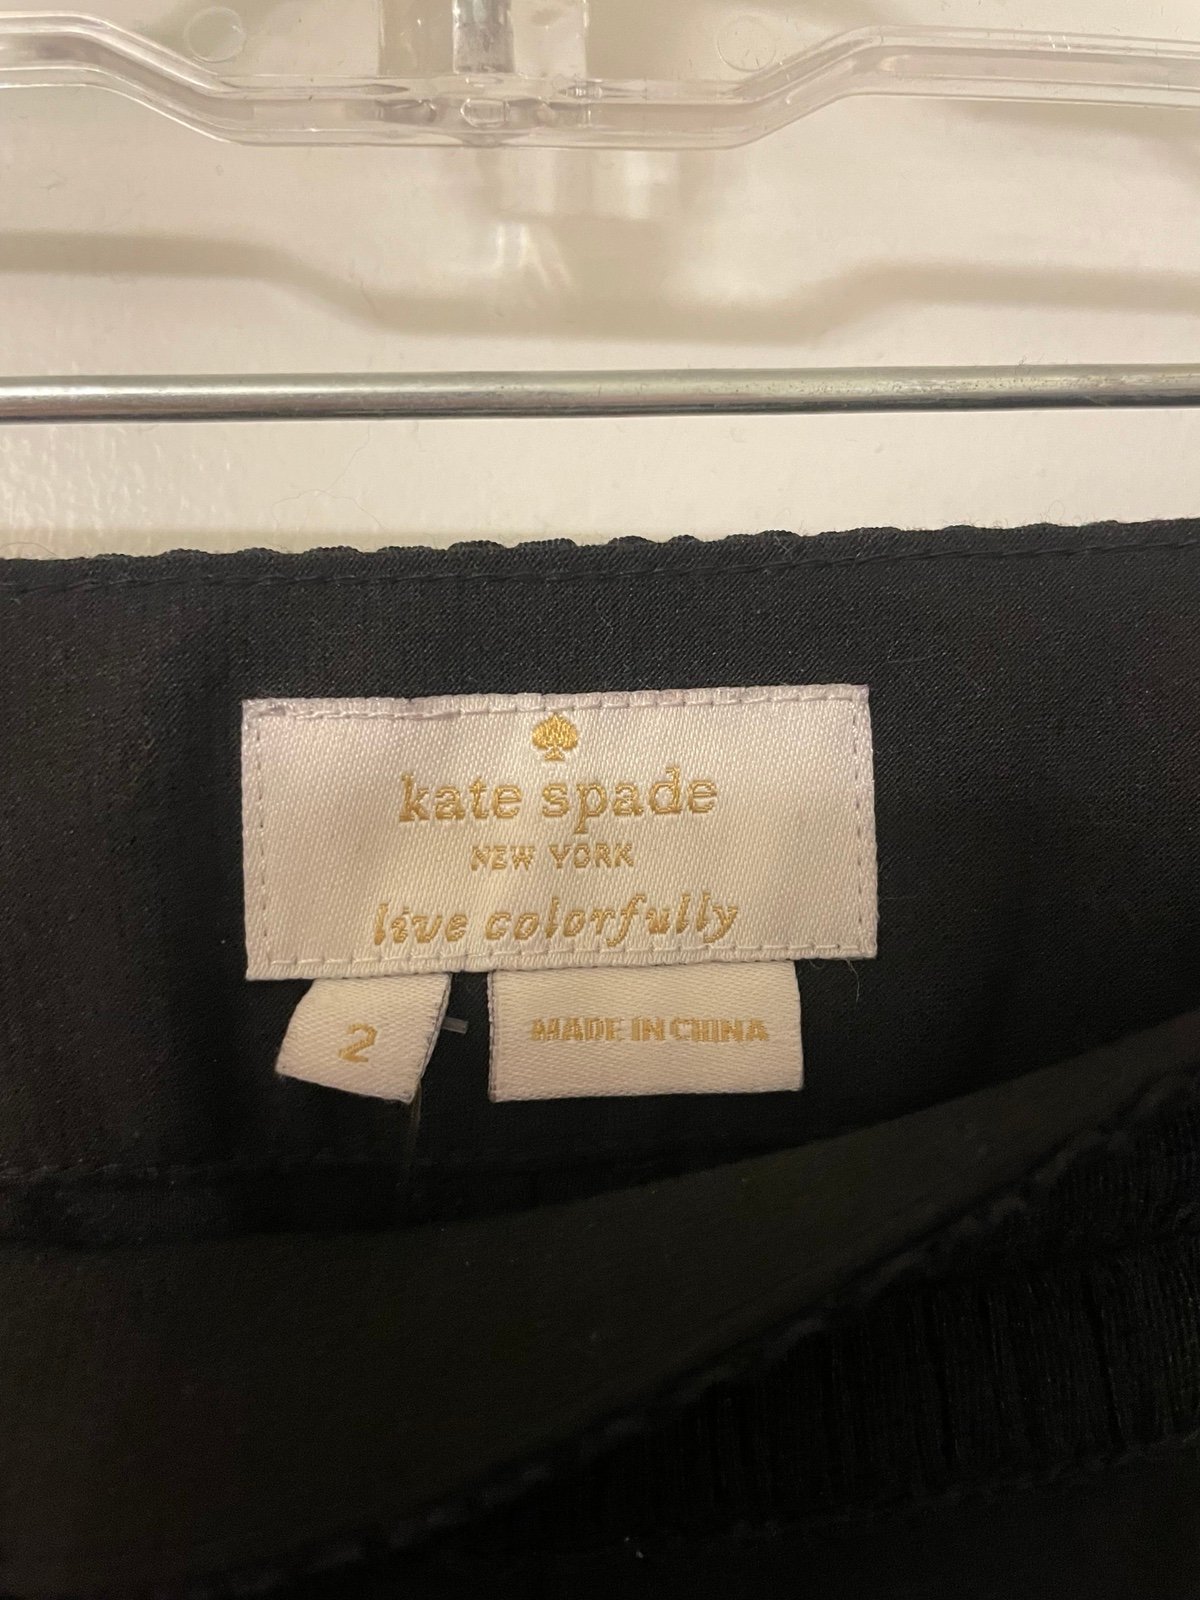 kate spade
NEW YORK
live colorfully
2
MADE IN CHINA